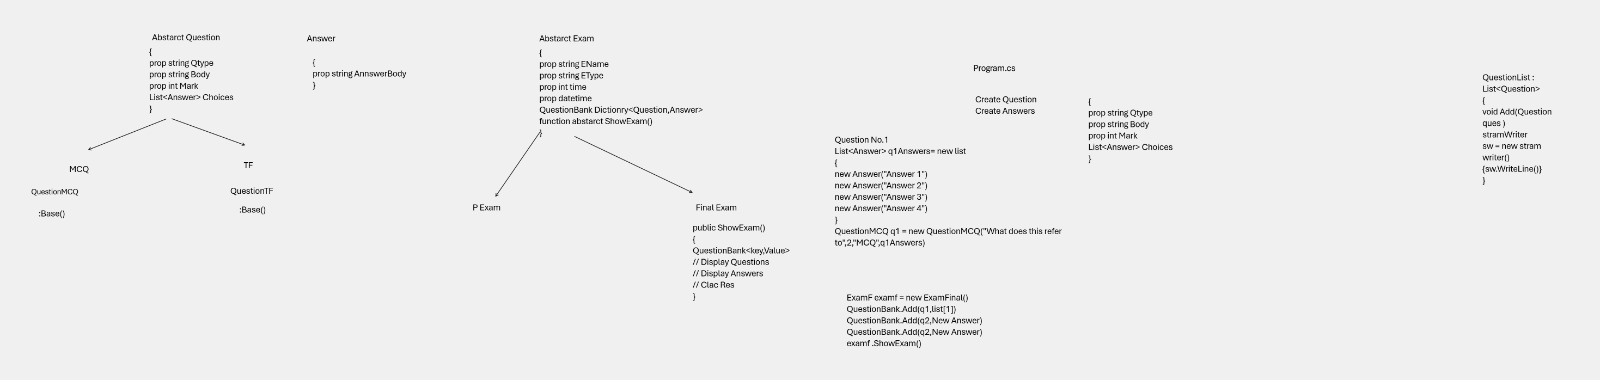 Abstarct Question
{
prop string Qtype
prop string Body
prop int Mark
List<Answer> Choices
}
MCQ
QuestionMCQ
:Base()
TF
QuestionTF
:Base()
Answer
{
prop string AnnswerBody
}
Abstarct Exam
{
prop string EName
prop string EType
prop int time
prop datetime
QuestionBank Dictionry<Question,Answer>
function abstarct ShowExam()
}
P Exam
Final Exam
public ShowExam()
{
QuestionBank<key,Value>
// Display Questions
// Display Answers
// Clac Res
}
Program.cs
Create Question
Create Answers
{
prop string Qtype
prop string Body
prop int Mark
List<Answer> Choices
}
Question No.1
List<Answer> q1Answers= new list
{
new Answer("Answer 1")
new Answer("Answer 2")
new Answer("Answer 3")
new Answer("Answer 4")
}
QuestionMCQ q1 = new QuestionMCQ("What does this refer
to",2,"MCQ",q1Answers)
ExamF examf = new ExamFinal()
QuestionBank.Add(q1,list[1])
QuestionBank.Add(q2,New Answer)
QuestionBank.Add(q2,New Answer)
examf .ShowExam()
QuestionList :
List<Question>
{
void Add(Question
ques )
stramWriter
sw = new stram
writer()
{sw.WriteLine()}
}